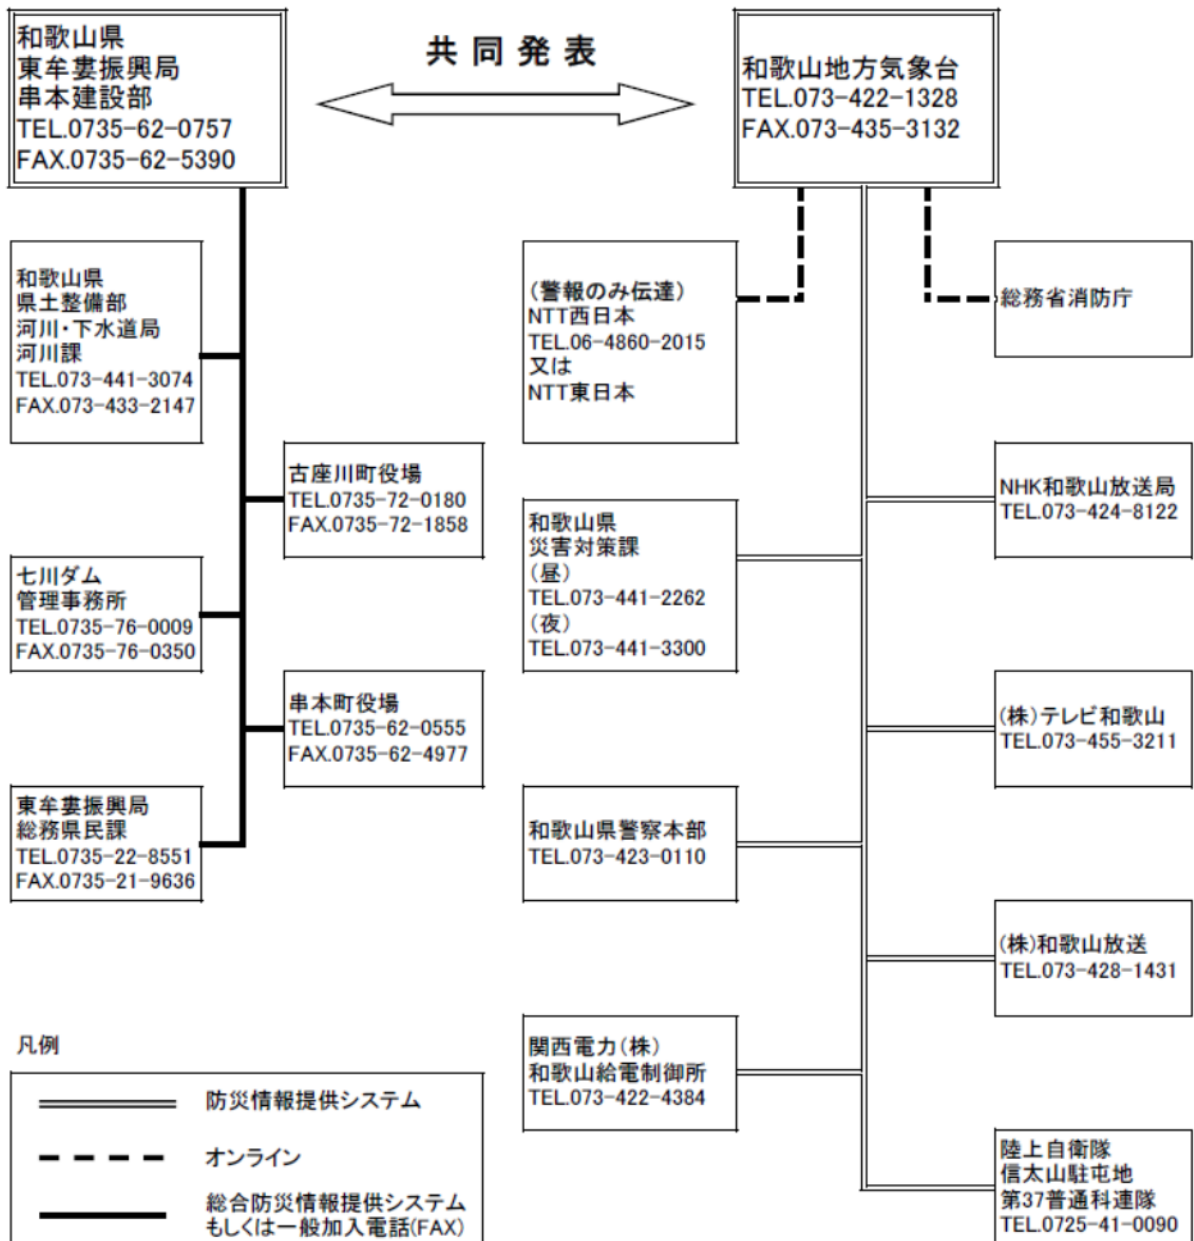 和歌山県
東牟婁振興局
串本建設部
TEL.0735-62-0757
FAX.0735-62-5390
共同発表
和歌山地方気象台
TEL.073-422-1328
FAX.073-435-3132
和歌山県
県土整備部
河川・下水道局
河川課
TEL.073-441-3074
FAX.073-433-2147
古座川町役場
TEL.0735-72-0180
FAX.0735-72-1858
七川ダム
管理事務所
TEL.0735-76-0009
FAX.0735-76-0350
串本町役場
TEL.0735-62-0555
FAX.0735-62-4977
東牟婁振興局
総務県民課
TEL.0735-22-8551
FAX.0735-21-9636
(警報のみ伝達)
NTT西日本
TEL.06-4860-2015
又は
NTT東日本
総務省消防庁
NHK和歌山放送局
TEL.073-424-8122
和歌山県
災害対策課
(昼)
TEL.073-441-2262
(夜)
TEL.073-441-3300
(株)テレビ和歌山
TEL.073-455-3211
和歌山県警察本部
TEL.073-423-0110
(株)和歌山放送
TEL.073-428-1431
関西電力(株)
和歌山給電制御所
TEL.073-422-4384
陸上自衛隊
信太山駐屯地
第37普通科連隊
TEL.0725-41-0090
凡例
防災情報提供システム
オンライン
総合防災情報提供システム
もしくは一般加入電話(FAX)